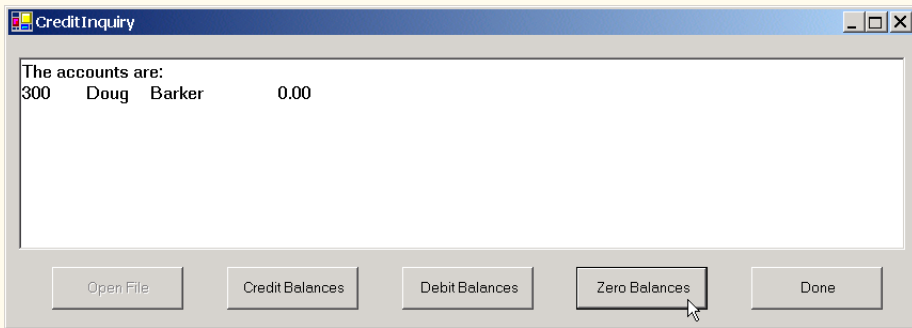 CreditInquiry
The accounts are:
300 Doug Barker 0.00
Open File Credit Balances Debit Balances Zero Balances Done